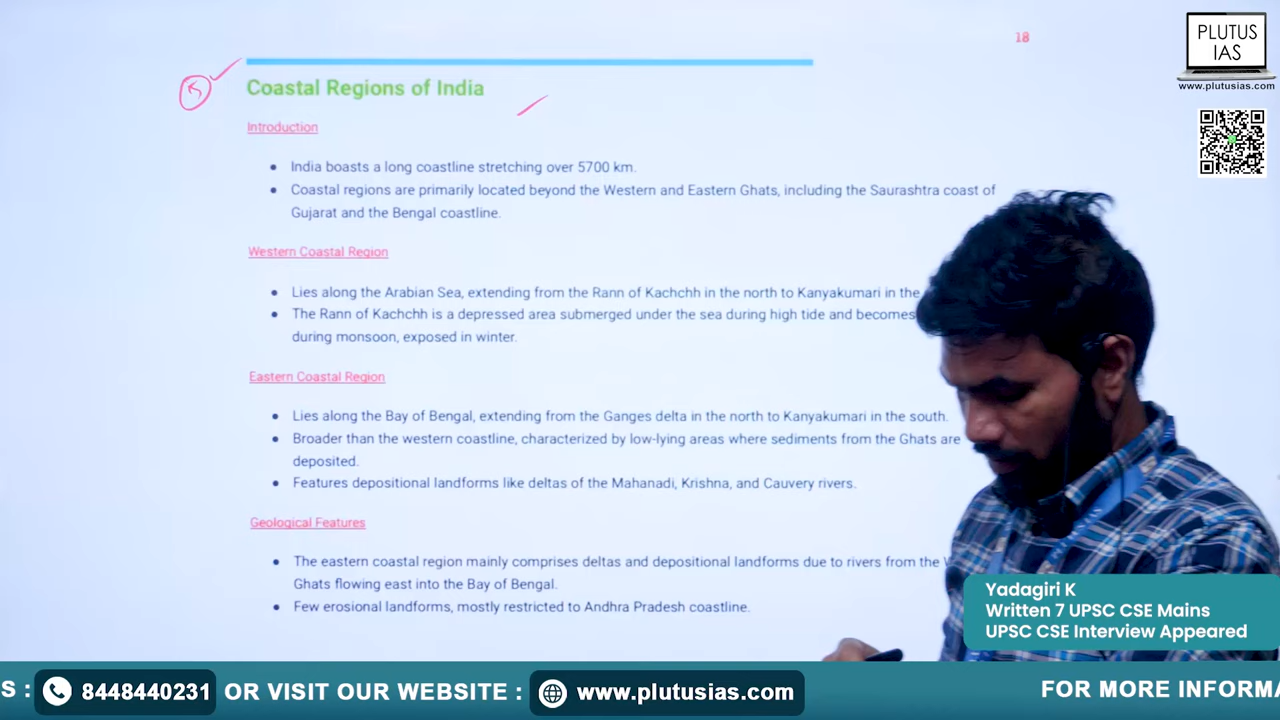 18
PLUTUS
IAS
www.plutusias.com
5
Coastal Regions of India
Introduction
• India boasts a long coastline stretching over 5700 km.
• Coastal regions are primarily located beyond the Western and Eastern Ghats, including the Saurashtra coast of
Gujarat and the Bengal coastline.
Western Coastal Region
• Lies along the Arabian Sea, extending from the Rann of Kachchh in the north to Kanyakumari in the
• The Rann of Kachchh is a depressed area submerged under the sea during high tide and becomes
during monsoon, exposed in winter.
Eastern Coastal Region
• Lies along the Bay of Bengal, extending from the Ganges delta in the north to Kanyakumari in the south.
• Broader than the western coastline, characterized by low-lying areas where sediments from the Ghats are
deposited.
• Features depositional landforms like deltas of the Mahanadi, Krishna, and Cauvery rivers.
Geological Features
• The eastern coastal region mainly comprises deltas and depositional landforms due to rivers from the
Ghats flowing east into the Bay of Bengal.
• Few erosional landforms, mostly restricted to Andhra Pradesh coastline.
Yadagiri K
Written 7 UPSC CSE Mains
UPSC CSE Interview Appeared
S : 8448440231 OR VISIT OUR WEBSITE : www.plutusias.com FOR MORE INFORMA